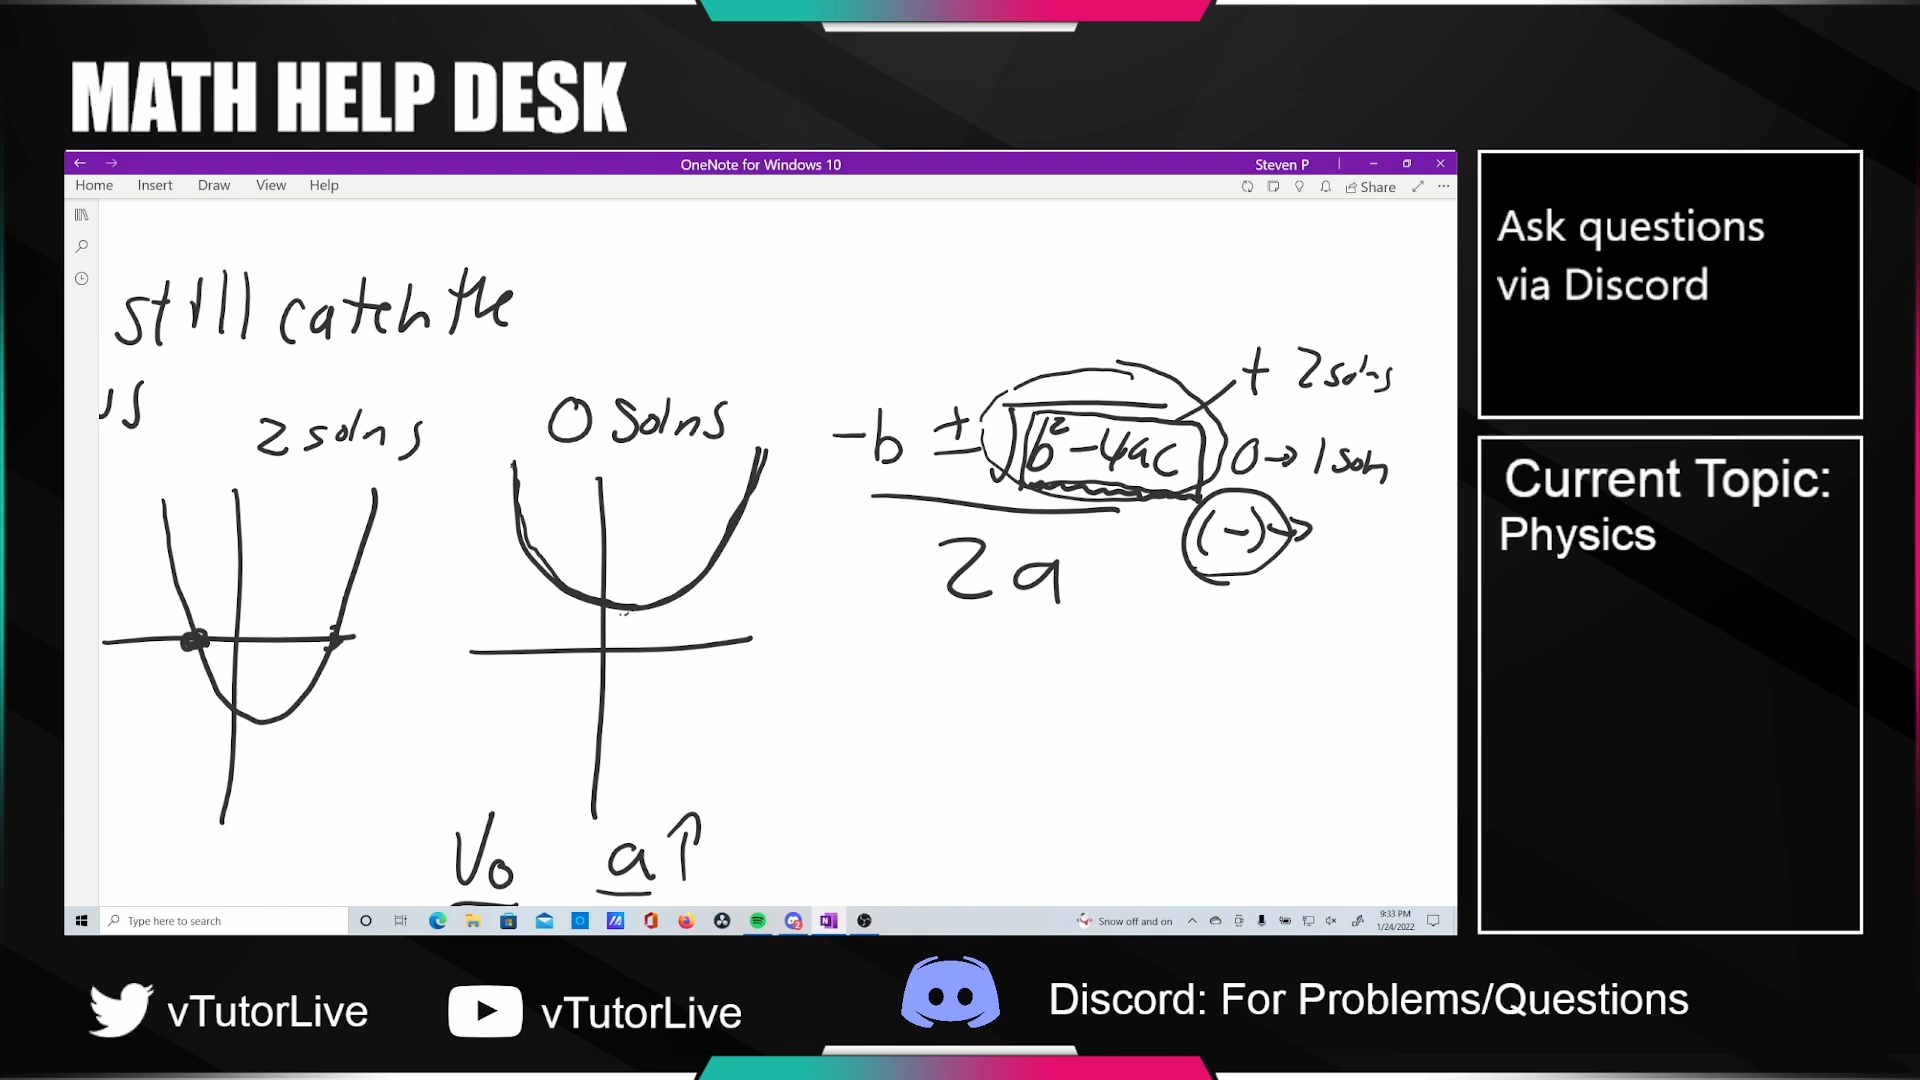 MATH HELP DESK
OneNote for Windows 10
Steven P
Home Insert Draw View Help
Share
still catch the
us
2 solns
0 solns
-b ± √b²-4ac
2a
+ 2 solns
0 → 1 soln
(-) →
V₀ a↑
Type here to search
Snow off and on
9:33 PM
1/24/2022
Ask questions
via Discord
Current Topic:
Physics
vTutorLive
vTutorLive
Discord: For Problems/Questions